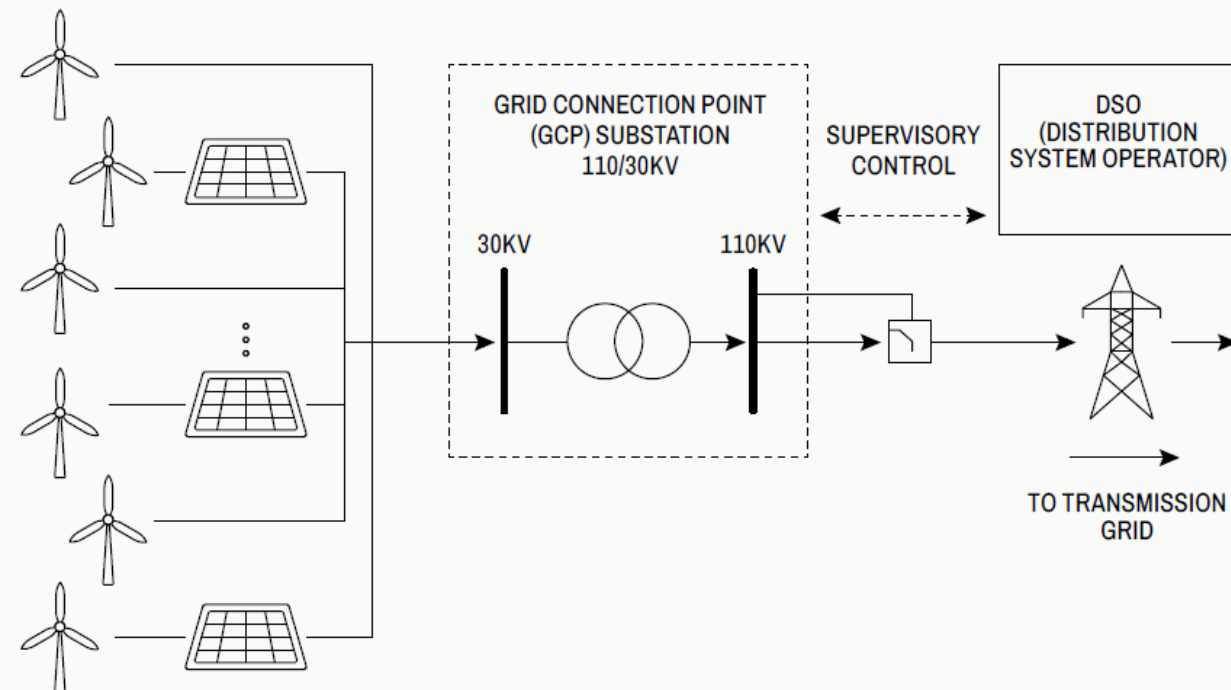 GRID CONNECTION POINT
(GCP) SUBSTATION
110/30KV
SUPERVISORY
CONTROL
DSO
(DISTRIBUTION
SYSTEM OPERATOR)
30KV
110KV
TO TRANSMISSION
GRID